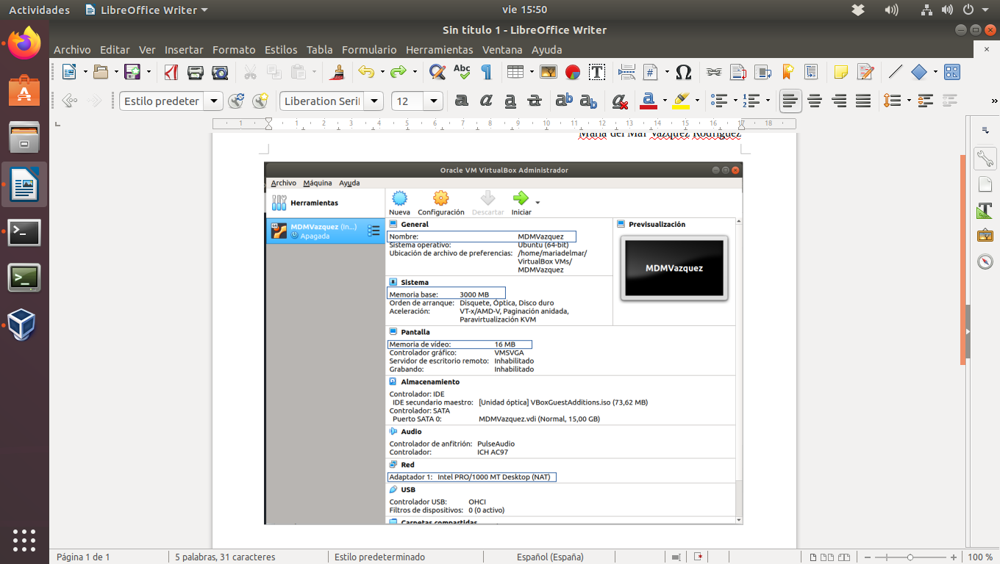 Actividades LibreOffice Writer vie 15:50
Sin título 1 - LibreOffice Writer
Archivo Editar Ver Insertar Formato Estilos Tabla Formulario Herramientas Ventana Ayuda
Estilo predeter Liberation Seri 12
1 1 2 3 4 5 6 7 8 9 10 11 12 13 14 15 16 17 18
María del Mar Vázquez Rodríguez
Oracle VM VirtualBox Administrador
Archivo Máquina Ayuda
Herramientas
Nueva Configuración Descartar Iniciar
MDMVazquez (In...)
Apagada
General
Nombre: MDMVazquez
Sistema operativo: Ubuntu (64-bit)
Ubicación de archivo de preferencias: /home/mariadelmar/
VirtualBox VMs/
MDMVazquez
Previsualización
MDMVazquez
Sistema
Memoria base: 3000 MB
Orden de arranque: Disquete, Óptica, Disco duro
Aceleración: VT-x/AMD-V, Paginación anidada,
Paravirtualización KVM
Pantalla
Memoria de vídeo: 16 MB
Controlador gráfico: VMSVGA
Servidor de escritorio remoto: Inhabilitado
Grabando: Inhabilitado
Almacenamiento
Controlador: IDE
IDE secundario maestro: [Unidad óptica] VBoxGuestAdditions.iso (73,62 MB)
Controlador: SATA
Puerto SATA 0: MDMVazquez.vdi (Normal, 15,00 GB)
Audio
Controlador de anfitrión: PulseAudio
Controlador: ICH AC97
Red
Adaptador 1: Intel PRO/1000 MT Desktop (NAT)
USB
Controlador USB: OHCI
Filtros de dispositivos: 0 (0 activo)
Carpetas compartidas
Página 1 de 1 5 palabras, 31 caracteres Estilo predeterminado Español (España) 100 %